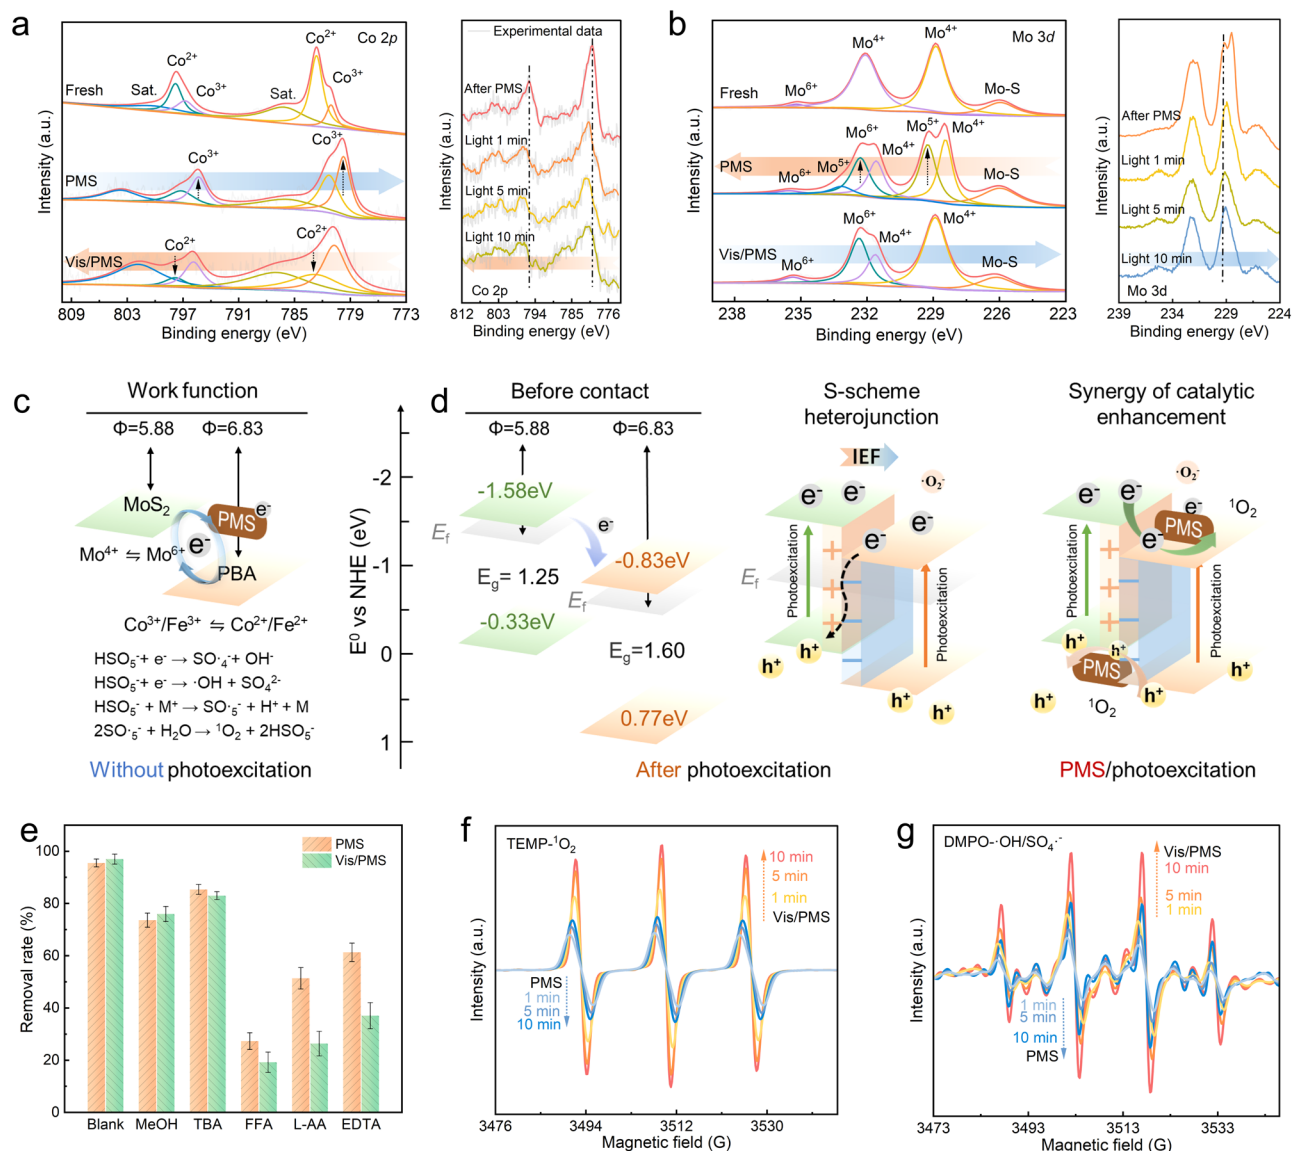 a
Co 2p
Co²⁺
Co²⁺
Sat.
Co³⁺
Sat.
Co³⁺
Fresh
Co³⁺
Co³⁺
PMS
Co²⁺
Co²⁺
Vis/PMS
Intensity (a.u.)
809 803 797 791 785 779 773
Binding energy (eV)
Experimental data
After PMS
Light 1 min
Light 5 min
Light 10 min
Co 2p
Intensity (a.u.)
812 803 794 785 776
Binding energy (eV)
b
Mo 3d
Mo⁴⁺
Mo⁴⁺
Mo⁶⁺
Mo-S
Fresh
Mo⁶⁺
Mo⁵⁺
Mo⁴⁺
Mo⁴⁺
Mo⁵⁺
Mo⁶⁺
Mo-S
PMS
Mo⁶⁺
Mo⁴⁺
Mo⁴⁺
Mo⁶⁺
Mo-S
Vis/PMS
Intensity (a.u.)
238 235 232 229 226 223
Binding energy (eV)
After PMS
Light 1 min
Light 5 min
Light 10 min
Mo 3d
Intensity (a.u.)
239 234 229 224
Binding energy (eV)
c
Work function
Φ=5.88 Φ=6.83
MoS₂
PMS
e⁻
e⁻
Mo⁴⁺ ⇋ Mo⁶⁺
PBA
Co³⁺/Fe³⁺ ⇋ Co²⁺/Fe²⁺
HSO₅⁻+ e⁻ → SO·₄⁻+ OH⁻
HSO₅⁻+ e⁻ → ·OH + SO₄²⁻
HSO₅⁻ + M⁺ → SO·₅⁻ + H⁺ + M
2SO·₅⁻ + H₂O → ¹O₂ + 2HSO₅⁻
Without photoexcitation
E⁰ vs NHE (eV)
-2
-1
0
1
d
Before contact
Φ=5.88 Φ=6.83
-1.58eV
E_f
e⁻
-0.83eV
E_g= 1.25
E_f
-0.33eV
E_g=1.60
0.77eV
After photoexcitation
S-scheme
heterojunction
IEF
e⁻ e⁻
·O₂⁻
e⁻
e⁻
Photoexcitation
E_f
Photoexcitation
h⁺
h⁺
h⁺
h⁺
Synergy of catalytic
enhancement
·O₂⁻
e⁻ e⁻
e⁻
¹O₂
PMS
e⁻
Photoexcitation
Photoexcitation
h⁺
h⁺
PMS
h⁺
h⁺
h⁺
¹O₂
PMS/photoexcitation
e
PMS
Vis/PMS
Removal rate (%)
100
80
60
40
20
0
Blank MeOH TBA FFA L-AA EDTA
f
TEMP-¹O₂
10 min
5 min
1 min
Vis/PMS
PMS
1 min
5 min
10 min
Intensity (a.u.)
3476 3494 3512 3530
Magnetic field (G)
g
DMPO-·OH/SO₄·⁻
Vis/PMS
10 min
5 min
1 min
1 min
5 min
10 min
PMS
Intensity (a.u.)
3473 3493 3513 3533
Magnetic field (G)